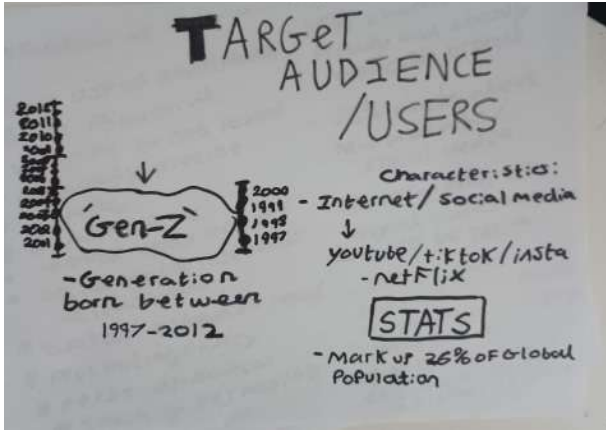 TARGeT
AUDIENCE
/USERS
2011
2010
2000
1999
1998
1997
'Gen-Z'
-Generation
born between
1997-2012
Characteristics:
- Internet/social media
↓
youtube/tiktok/insta
-netflix
STATS
-Mark up 26% of Global
Population